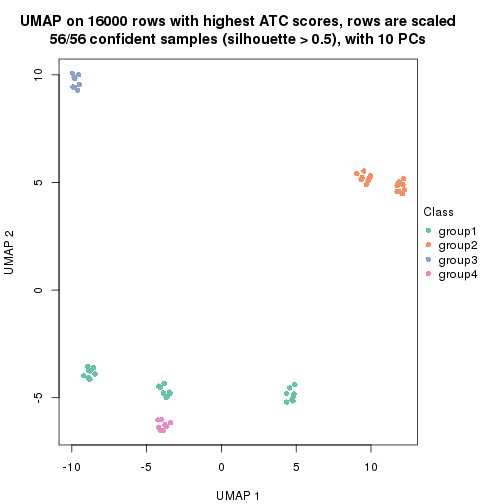 UMAP on 16000 rows with highest ATC scores, rows are scaled
56/56 confident samples (silhouette > 0.5), with 10 PCs
10
5
0
-5
UMAP 2
-10
-5
0
5
10
UMAP 1
Class
group1
group2
group3
group4